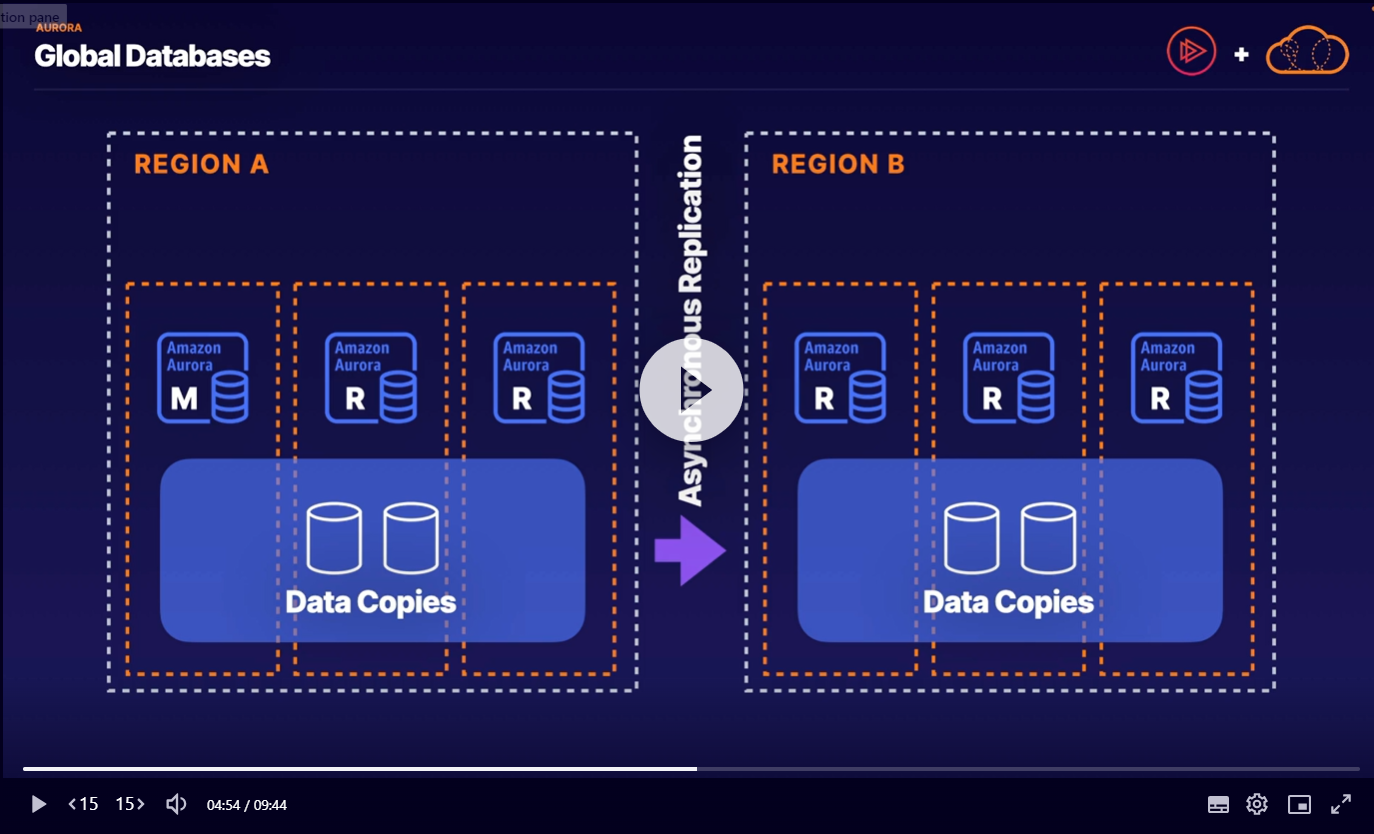 tion pane
AURORA
Global Databases
+
REGION A
Amazon
Aurora
M
Amazon
Aurora
R
Amazon
Aurora
R
Data Copies
Asynchronous Replication
REGION B
Amazon
Aurora
R
Amazon
Aurora
R
Amazon
Aurora
R
Data Copies
<15 15> 04:54 / 09:44